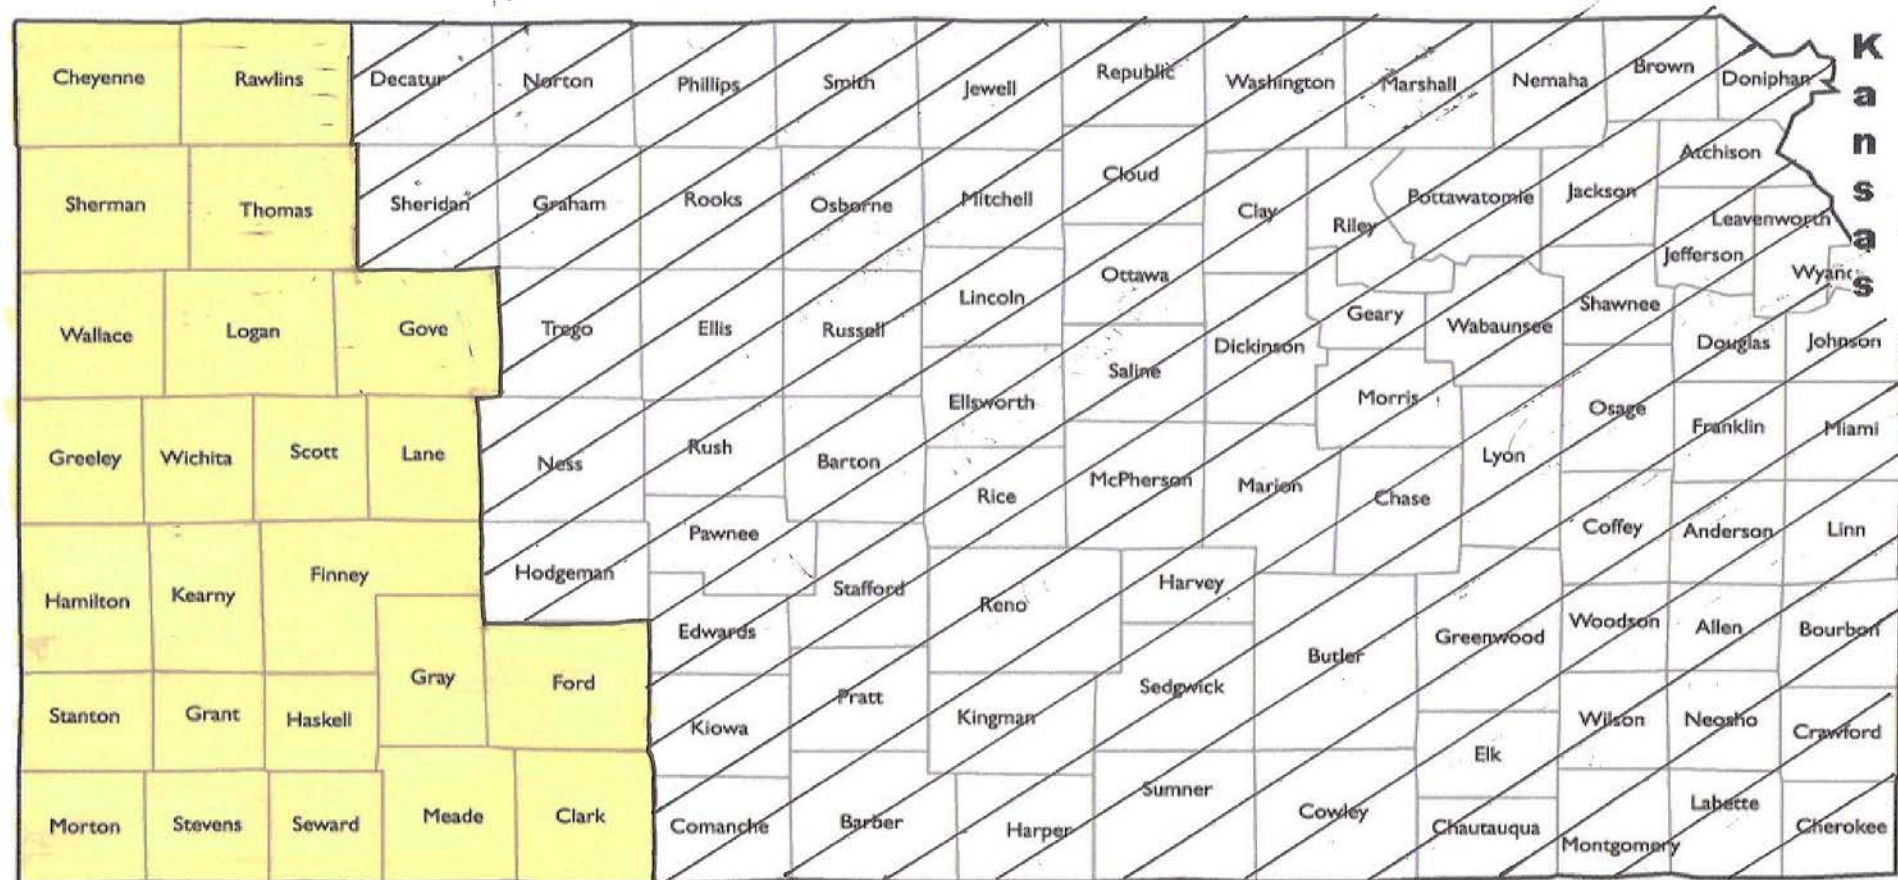 Cheyenne Rawlins Decatur Norton Phillips Smith Jewell Republic Washington Marshall Nemaha Brown Doniphan
Sherman Thomas Sheridan Graham Rooks Osborne Mitchell Cloud Clay Riley Pottawatomie Jackson Atchison
Leavenworth
Jefferson
Wallace Logan Gove Trego Ellis Russell Lincoln Ottawa Dickinson Geary Wabaunsee Shawnee Douglas Johnson
Saline
Greeley Wichita Scott Lane Ness Rush Barton Ellsworth Morris Lyon Osage Franklin Miami
Rice McPherson Marion Chase
Hamilton Kearny Finney Hodgeman Pawnee Stafford Reno Harvey Coffey Anderson Linn
Edwards Butler Greenwood Woodson Allen Bourbon
Stanton Grant Haskell Gray Ford Kiowa Pratt Kingman Sedgwick Elk Wilson Neosho Crawford
Morton Stevens Seward Meade Clark Comanche Barber Harper Sumner Cowley Chautauqua Montgomery Labette Cherokee
Kansas